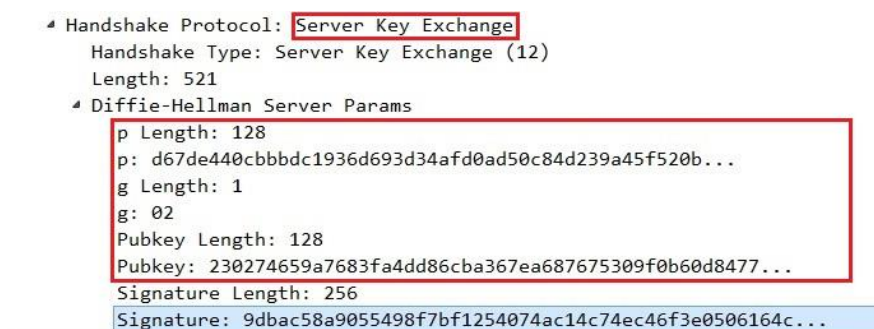 Handshake Protocol: Server Key Exchange
Handshake Type: Server Key Exchange (12)
Length: 521
Diffie-Hellman Server Params
p Length: 128
p: d67de440cbbbdc1936d693d34afd0ad50c84d239a45f520b...
g Length: 1
g: 02
Pubkey Length: 128
Pubkey: 230274659a7683fa4dd86cba367ea687675309f0b60d8477...
Signature Length: 256
Signature: 9dbac58a9055498f7bf1254074ac14c74ec46f3e0506164c...